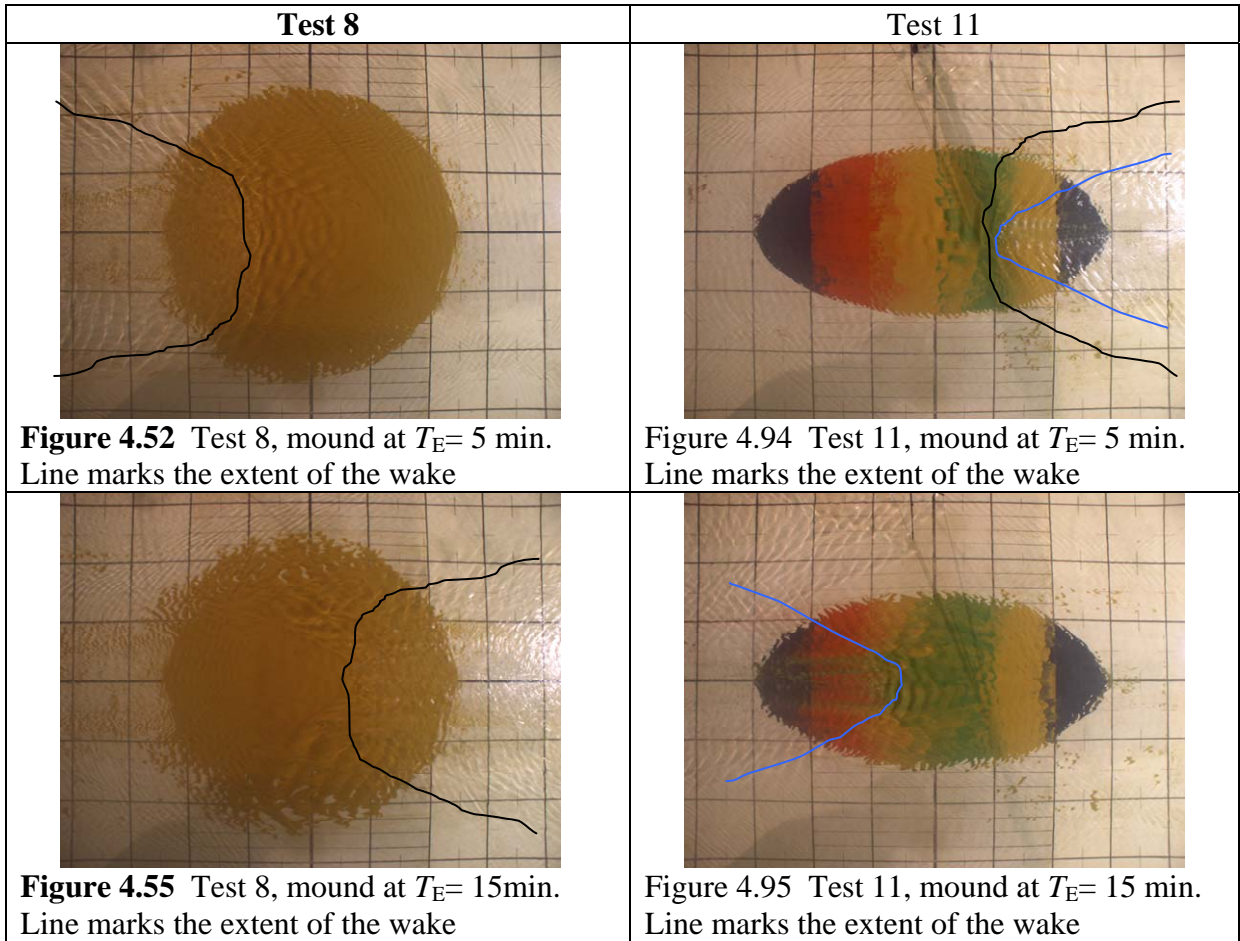 Test 8
Test 11
Figure 4.52 Test 8, mound at TE= 5 min.
Line marks the extent of the wake
Figure 4.94 Test 11, mound at TE= 5 min.
Line marks the extent of the wake
Figure 4.55 Test 8, mound at TE= 15min.
Line marks the extent of the wake
Figure 4.95 Test 11, mound at TE= 15 min.
Line marks the extent of the wake